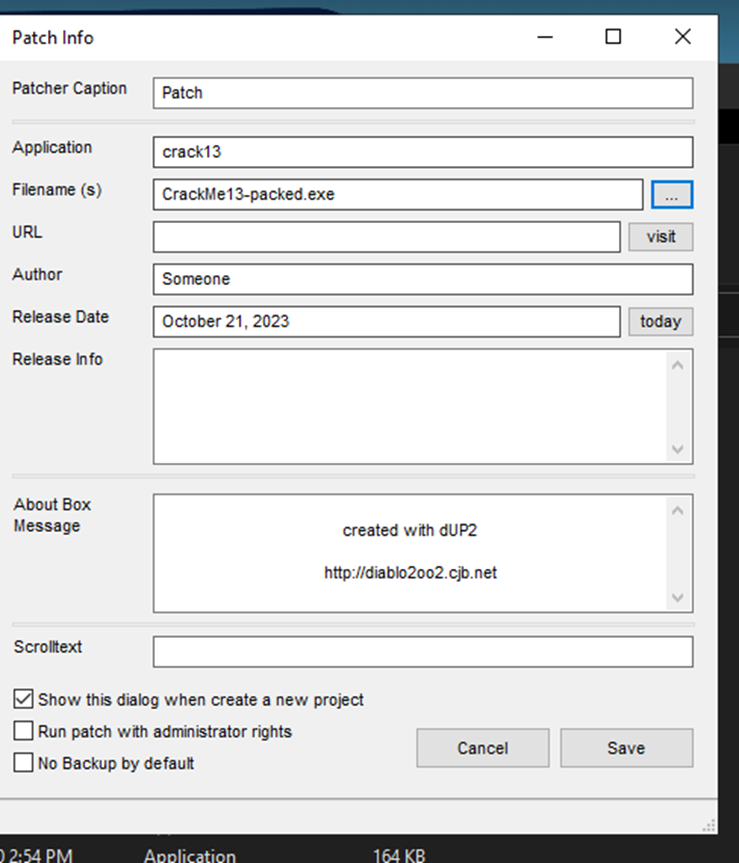 Patch Info
Patcher Caption
Patch
Application
crack13
Filename (s)
CrackMe13-packed.exe
...
URL
visit
Author
Someone
Release Date
October 21, 2023
today
Release Info
About Box
Message
created with dUP2
http://diablo2oo2.cjb.net
Scrolltext
Show this dialog when create a new project
Run patch with administrator rights
No Backup by default
Cancel
Save
2:54 PM
Application
164 KB